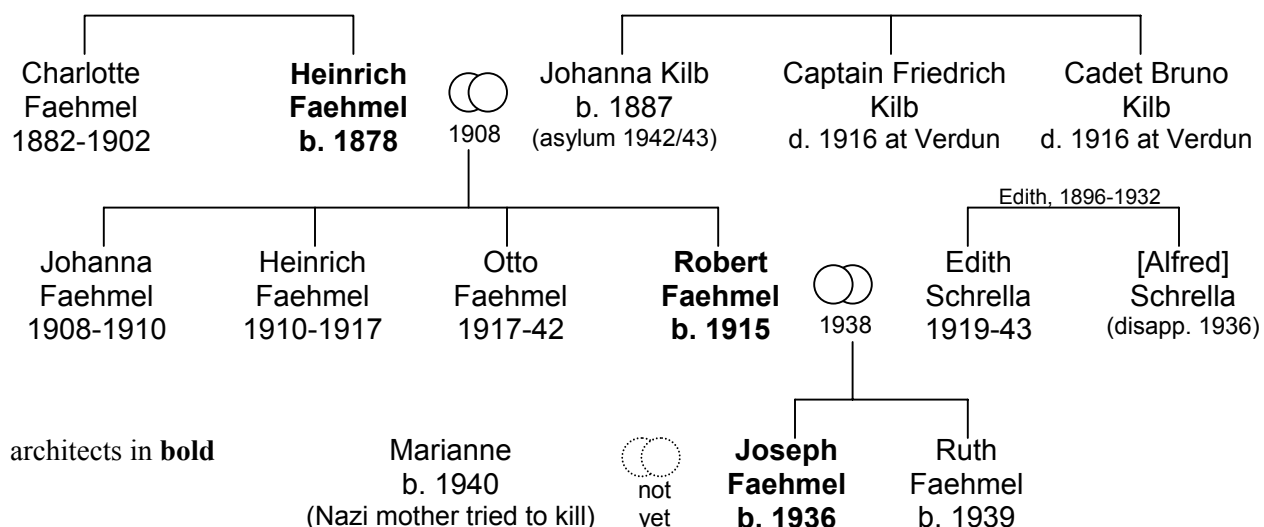 Charlotte
Faehmel
1882-1902
Heinrich
Faehmel
b. 1878
1908
Johanna Kilb
b. 1887
(asylum 1942/43)
Captain Friedrich
Kilb
d. 1916 at Verdun
Cadet Bruno
Kilb
d. 1916 at Verdun
Edith, 1896-1932
Johanna
Faehmel
1908-1910
Heinrich
Faehmel
1910-1917
Otto
Faehmel
1917-42
Robert
Faehmel
b. 1915
1938
Edith
Schrella
1919-43
[Alfred]
Schrella
(disapp. 1936)
architects in bold
Marianne
b. 1940
(Nazi mother tried to kill)
not
yet
Joseph
Faehmel
b. 1936
Ruth
Faehmel
b. 1939